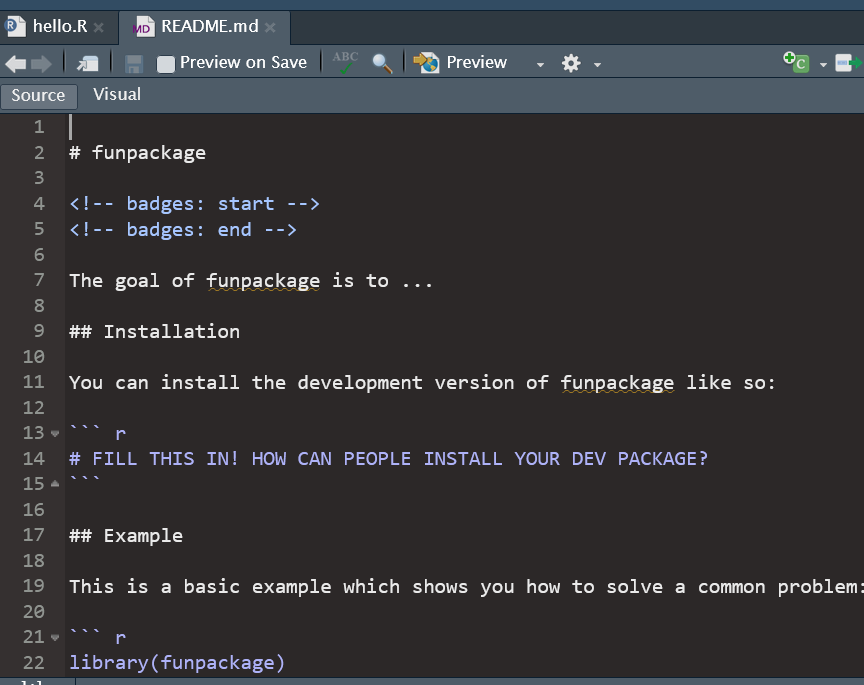 hello.R
README.md
Preview on Save
ABC
Preview
C
Source
Visual
1
2 # funpackage
3
4 <!-- badges: start -->
5 <!-- badges: end -->
6
7 The goal of funpackage is to ...
8
9 ## Installation
10
11 You can install the development version of funpackage like so:
12
13 ``` r
14 # FILL THIS IN! HOW CAN PEOPLE INSTALL YOUR DEV PACKAGE?
15 ```
16
17 ## Example
18
19 This is a basic example which shows you how to solve a common problem:
20
21 ``` r
22 library(funpackage)